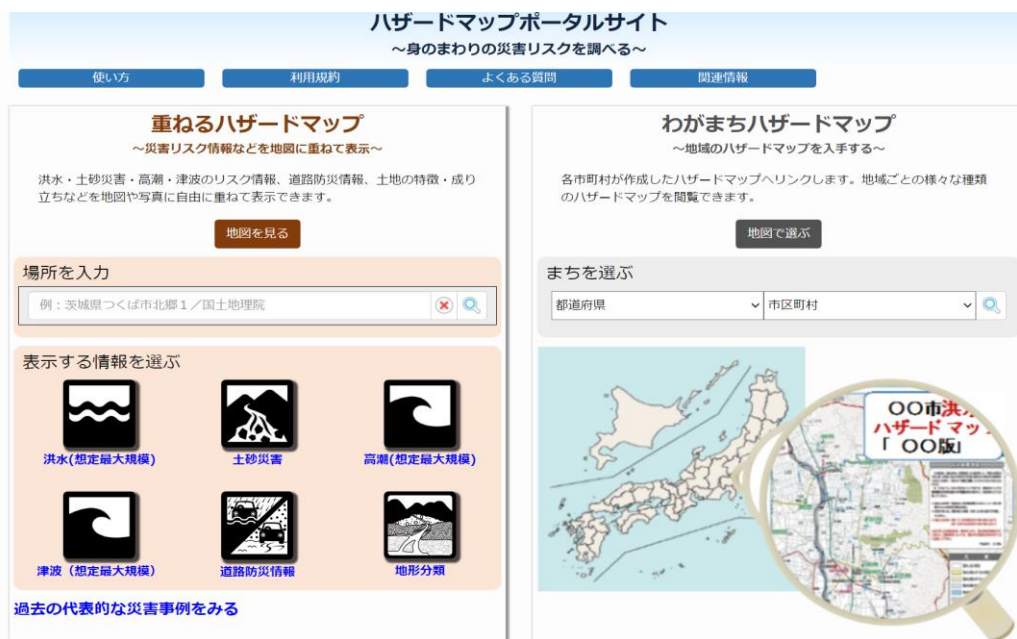 ハザードマップポータルサイト
～身のまわりの災害リスクを調べる～
使い方
利用規約
よくある質問
関連情報
重ねるハザードマップ
～災害リスク情報などを地図に重ねて表示～
洪水・土砂災害・高潮・津波のリスク情報、道路防災情報、土地の特徴・成り
立ちなどを地図や写真に自由に重ねて表示できます。
地図を見る
場所を入力
例：茨城県つくば市北郷１／国土地理院
表示する情報を選ぶ
洪水(想定最大規模)
土砂災害
高潮(想定最大規模)
津波（想定最大規模）
道路防災情報
地形分類
過去の代表的な災害事例をみる
わがまちハザードマップ
～地域のハザードマップを入手する～
各市町村が作成したハザードマップへリンクします。地域ごとの様々な種類
のハザードマップを閲覧できます。
地図で選ぶ
まちを選ぶ
都道府県
市区町村
〇〇市洪水
ハザード マップ
「 〇〇版」